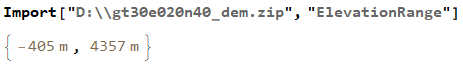 Import["D:\\gt30e020n40_dem.zip", "ElevationRange"]
{ -405 m , 4357 m }